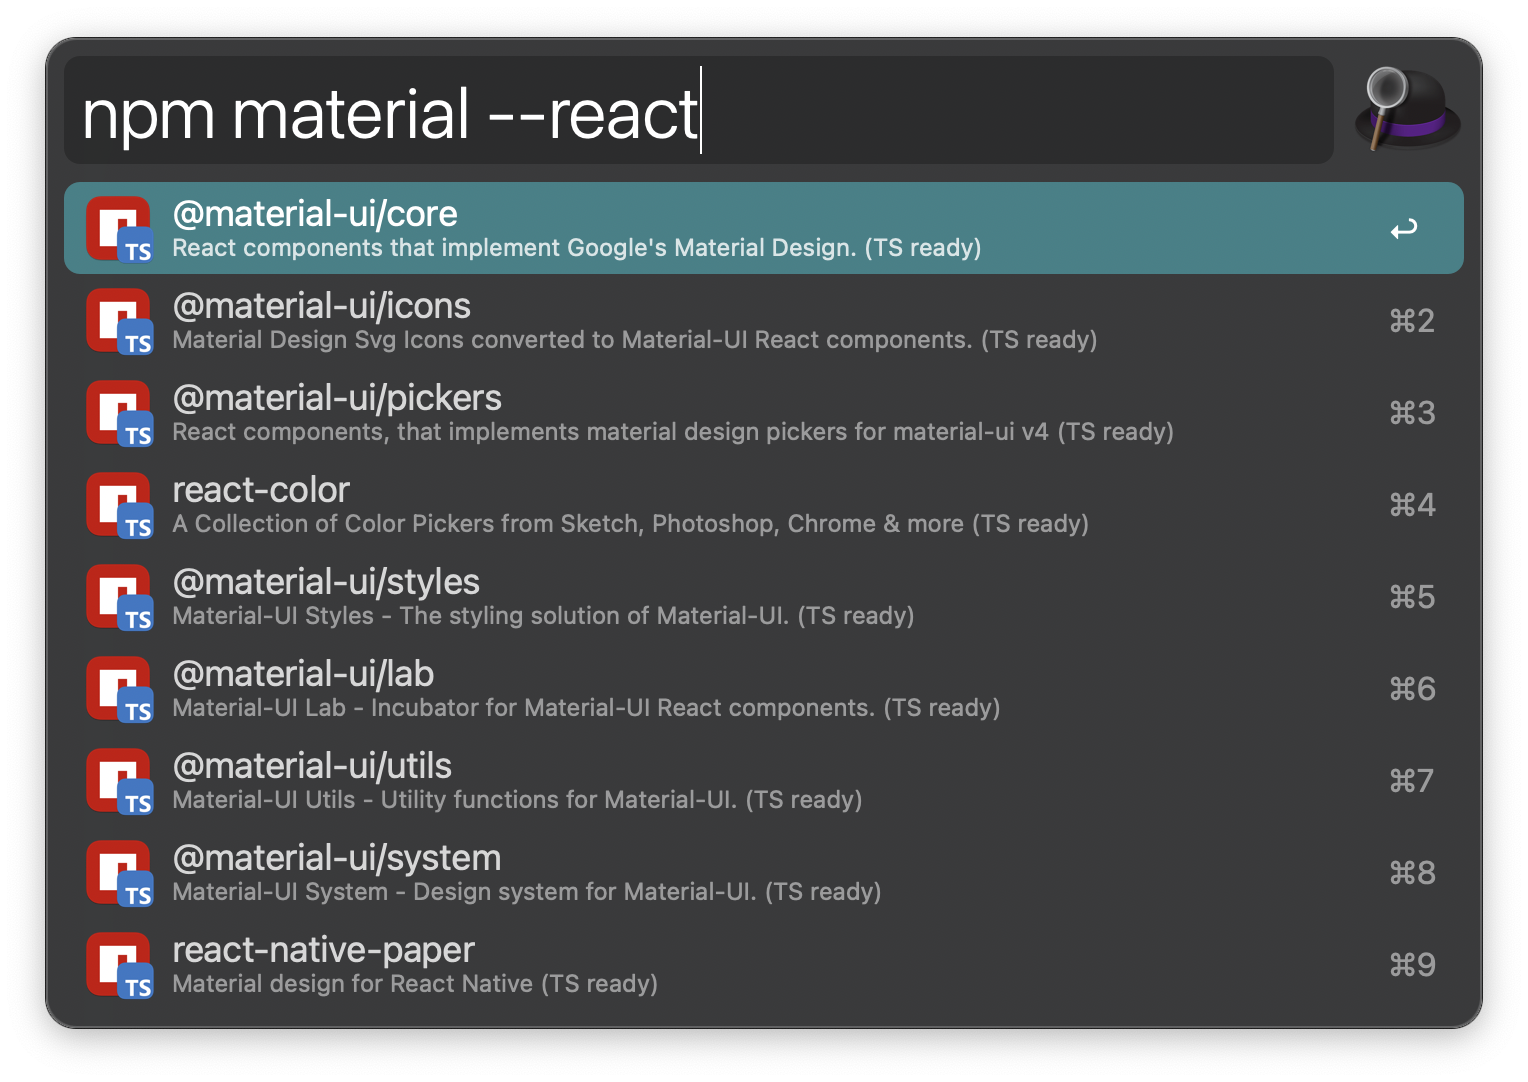 npm material --react
@material-ui/core
React components that implement Google's Material Design. (TS ready)
TS
@material-ui/icons
Material Design Svg Icons converted to Material-UI React components. (TS ready)
TS
⌘2
@material-ui/pickers
React components, that implements material design pickers for material-ui v4 (TS ready)
TS
⌘3
react-color
A Collection of Color Pickers from Sketch, Photoshop, Chrome & more (TS ready)
TS
⌘4
@material-ui/styles
Material-UI Styles - The styling solution of Material-UI. (TS ready)
TS
⌘5
@material-ui/lab
Material-UI Lab - Incubator for Material-UI React components. (TS ready)
TS
⌘6
@material-ui/utils
Material-UI Utils - Utility functions for Material-UI. (TS ready)
TS
⌘7
@material-ui/system
Material-UI System - Design system for Material-UI. (TS ready)
TS
⌘8
react-native-paper
Material design for React Native (TS ready)
TS
⌘9